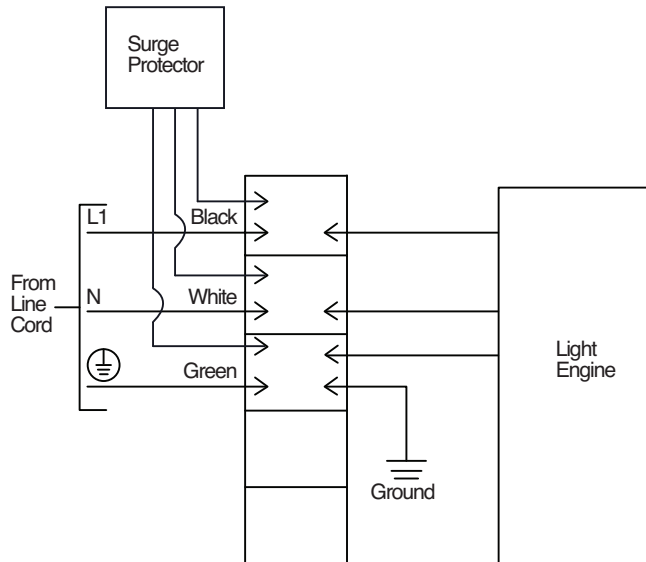 Surge
Protector
L1
Black
From
Line
Cord
N
White
Green
Light
Engine
Ground